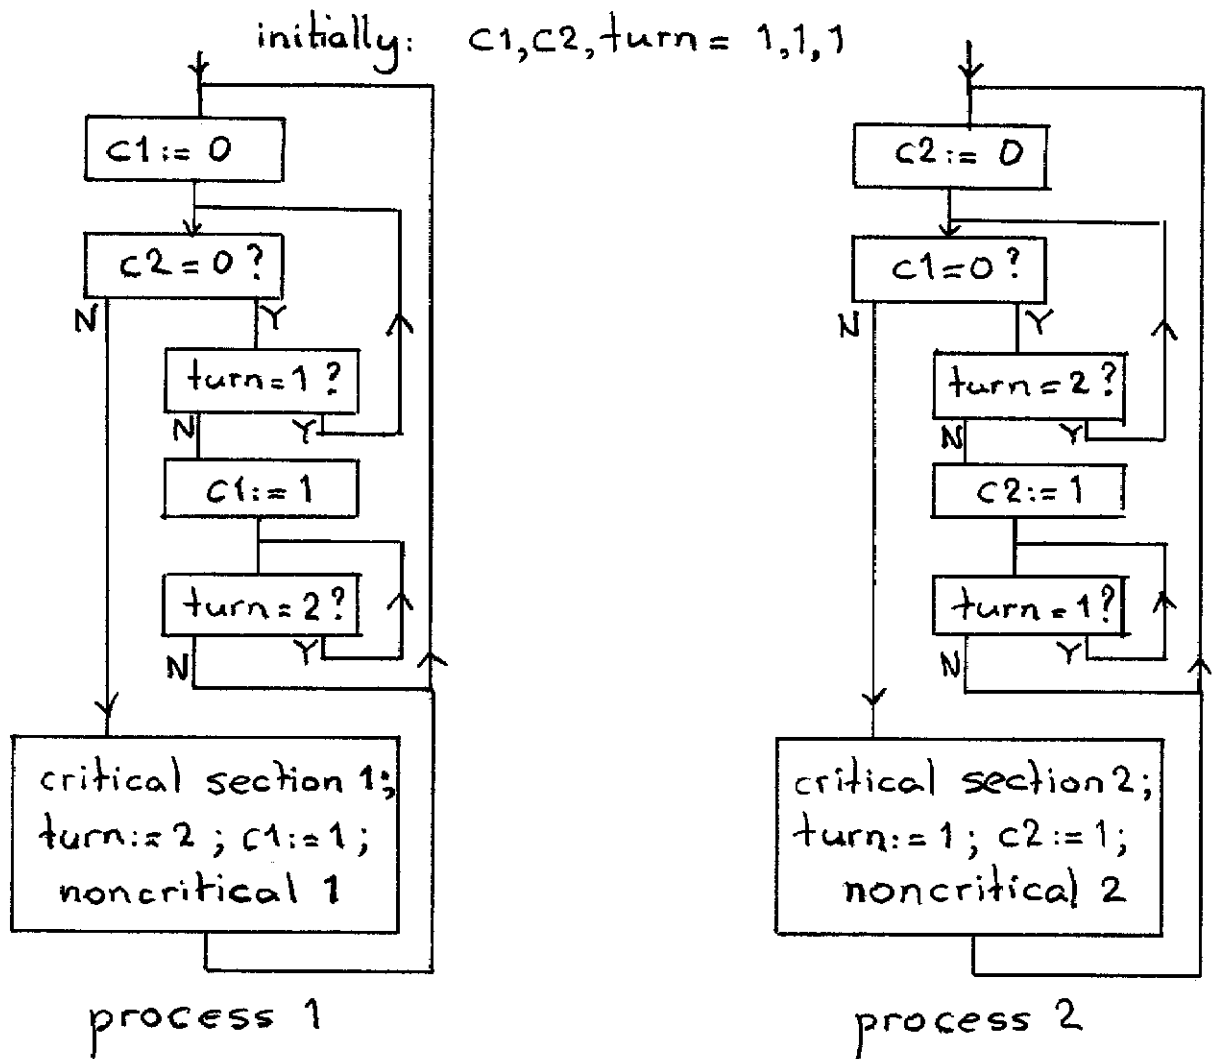 initially: c1,c2,turn = 1,1,1
c1:= 0
c2=0?
N
Y
turn=1?
N
Y
c1:=1
turn=2?
N
Y
critical section 1;
turn:=2 ; c1:=1;
noncritical 1
process 1
c2:= 0
c1=0?
N
Y
turn=2?
N
Y
c2:=1
turn=1?
N
Y
critical section 2;
turn:=1; c2:=1;
noncritical 2
process 2